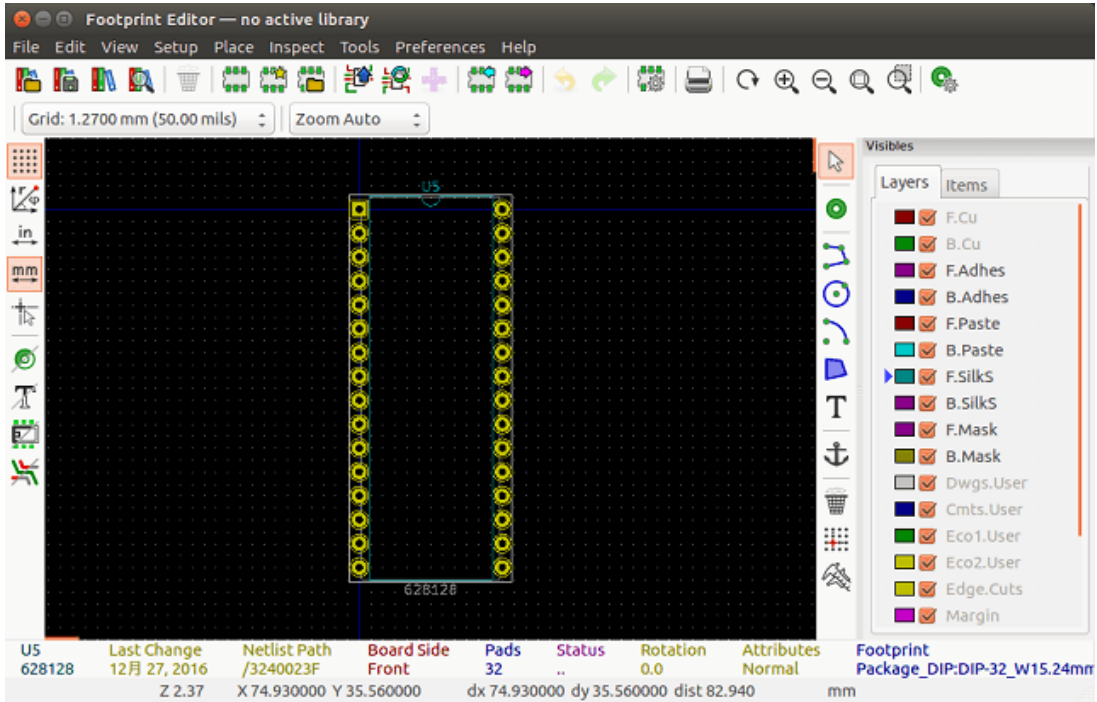 Footprint Editor — no active library
File Edit View Setup Place Inspect Tools Preferences Help
Grid: 1.2700 mm (50.00 mils) Zoom Auto
in
mm
U5
628128
Visibles
Layers Items
F.Cu
B.Cu
F.Adhes
B.Adhes
F.Paste
B.Paste
F.SilkS
B.SilkS
F.Mask
B.Mask
Dwgs.User
Cmts.User
Eco1.User
Eco2.User
Edge.Cuts
Margin
U5 Last Change Netlist Path Board Side Pads Status Rotation Attributes Footprint
628128 12月 27, 2016 /3240023F Front 32 .. 0.0 Normal Package_DIP:DIP-32_W15.24mm
Z 2.37 X 74.930000 Y 35.560000 dx 74.930000 dy 35.560000 dist 82.940 mm